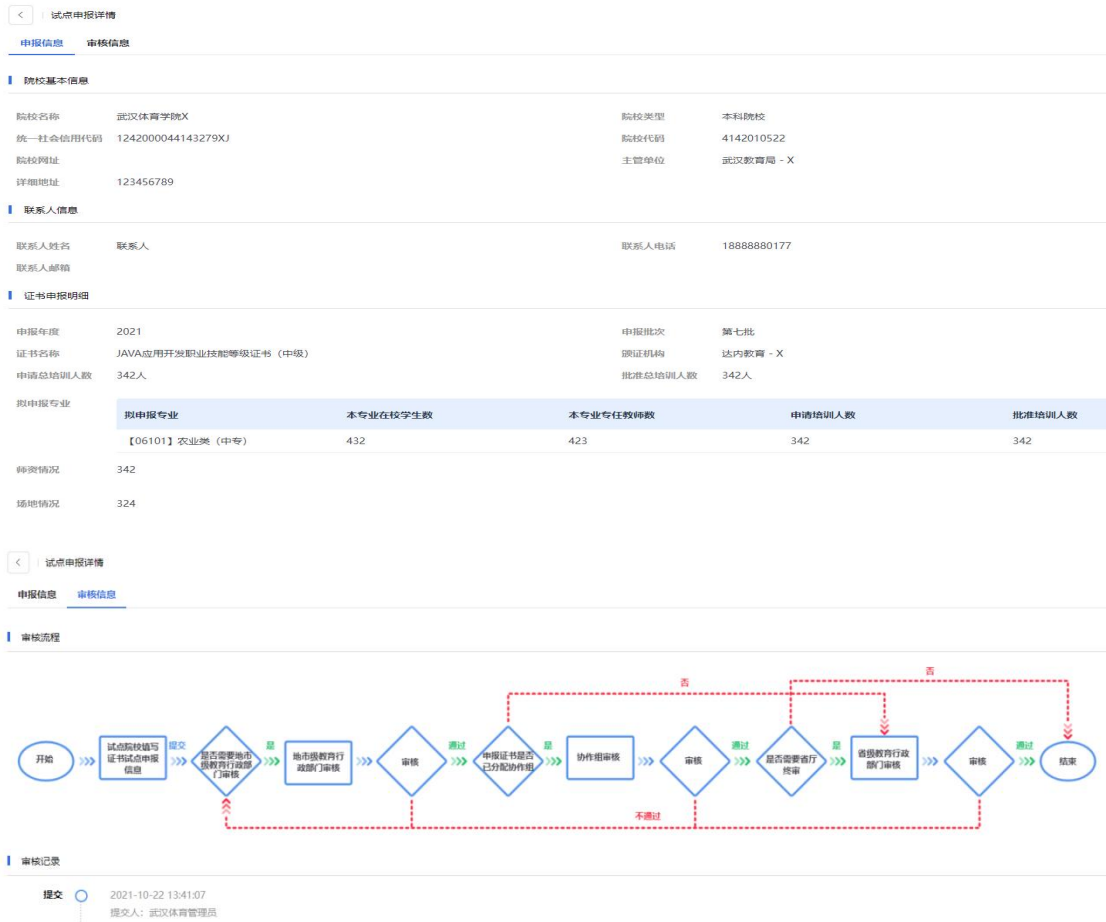 试点申报详情
申报信息 审核信息
院校基本信息
院校名称 武汉体育学院X 院校类型 本科院校
统一社会信用代码 1242000044143279XJ 院校代码 4142010522
院校网址 主管单位 武汉教育局 - X
详细地址 123456789
联系人信息
联系人姓名 联系人 联系人电话 18888880177
联系人邮箱
证书申报明细
申报年度 2021 申报批次 第七批
证书名称 JAVA应用开发职业技能等级证书（中级） 颁证机构 达内教育 - X
申请总培训人数 342人 批准总培训人数 342人
拟申报专业
拟申报专业 本专业在校学生数 本专业专任教师数 申请培训人数 批准培训人数
【06101】农业类（中专） 432 423 342 342
师资情况 342
场地情况 324
试点申报详情
申报信息 审核信息
审核流程
否
否
开始
试点院校填写
证书试点申报
信息
提交
是否需要地市
级教育行政部
门审核
是
地市级教育行
政部门审核
审核
通过
申报证书是否
已分配协作组
是
协作组审核
审核
通过
是否需要省厅
终审
是
省级教育行政
部门审核
审核
通过
结束
不通过
审核记录
提交 2021-10-22 13:41:07
提交人：武汉体育管理员